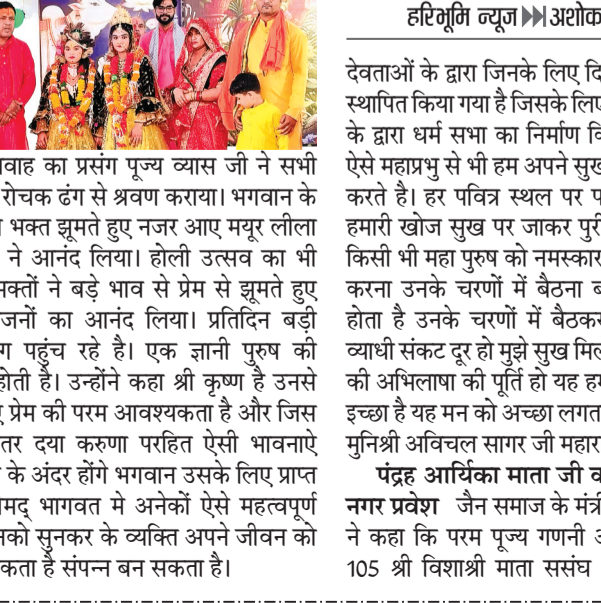 वाह का प्रसंग पूज्य व्यास जी ने सभी
रोचक ढंग से श्रवण कराया। भगवान के
भक्त झूमते हुए नजर आए मयूर लीला
ने आनंद लिया। होली उत्सव का भी
भक्तों ने बड़े भाव से प्रेम से झूमते हुए
जनों का आनंद लिया। प्रतिदिन बड़ी
पहुंच रहे है। एक ज्ञानी पुरुष की
होती है। उन्होंने कहा श्री कृष्ण है उनसे
प्रेम की परम आवश्यकता है और जिस
तर दया करुणा परहित ऐसी भावनाऐ
के अंदर होंगे भगवान उसके लिए प्राप्त
मद् भागवत मे अनेकों ऐसे महत्वपूर्ण
नको सुनकर के व्यक्ति अपने जीवन को
कता है संपन्न बन सकता है।
हरिभूमि न्यूज अशोक
देवताओं के द्वारा जिनके लिए दि
स्थापित किया गया है जिसके लिए
के द्वारा धर्म सभा का निर्माण वि
ऐसे महाप्रभु से भी हम अपने सुख
करते है। हर पवित्र स्थल पर प
हमारी खोज सुख पर जाकर पुरी
किसी भी महा पुरुष को नमस्कार
करना उनके चरणों में बैठना ब
होता है उनके चरणों में बैठकर
व्याधी संकट दूर हो मुझे सुख मिल
की अभिलाषा की पूर्ति हो यह हम
इच्छा है यह मन को अच्छा लगत
मुनिश्री अविचल सागर जी महारा
पंद्रह आर्यिका माता जी व
नगर प्रवेश जैन समाज के मंत्री
ने कहा कि परम पूज्य गणनी अ
105 श्री विशाश्री माता ससंघ